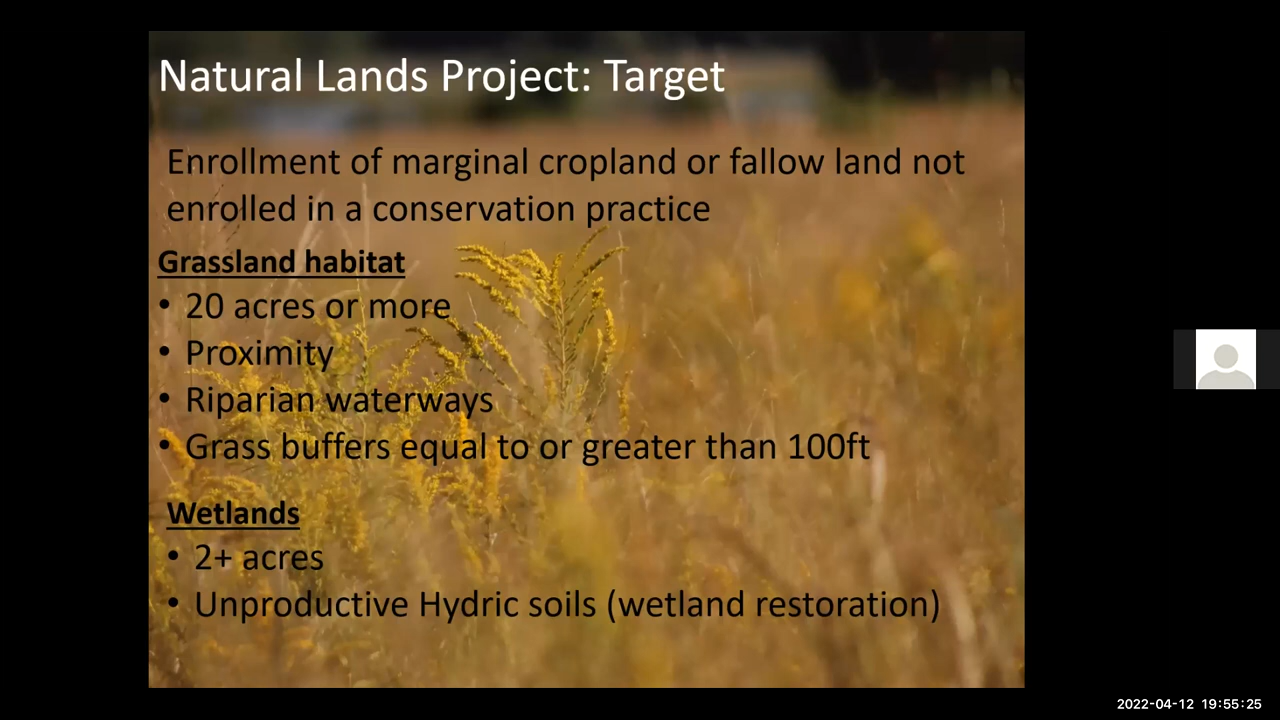 Natural Lands Project: Target
Enrollment of marginal cropland or fallow land not
enrolled in a conservation practice
Grassland habitat
• 20 acres or more
• Proximity
• Riparian waterways
• Grass buffers equal to or greater than 100ft
Wetlands
• 2+ acres
• Unproductive Hydric soils (wetland restoration)
2022-04-12 19:55:25